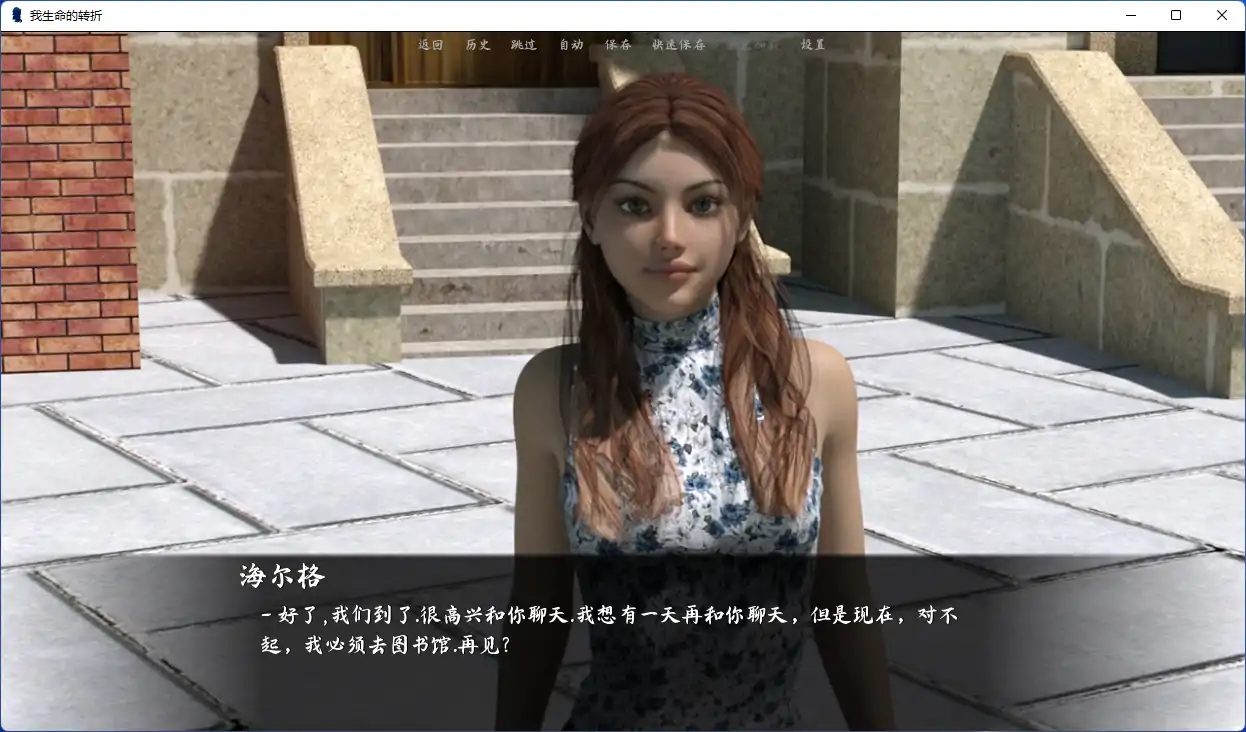 我生命的转折
返回 历史 跳过 自动 保存 快速保存 设置
海尔格
- 好了,我们到了.很高兴和你聊天.我想有一天再和你聊天，但是现在，对不
起，我必须去图书馆.再见?